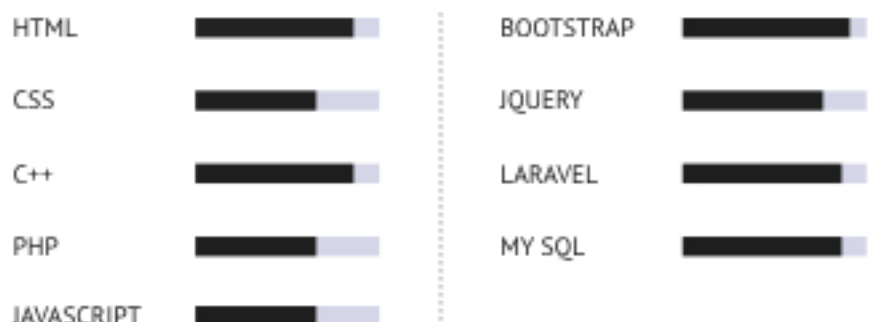 HTML
CSS
C++
PHP
JAVASCRIPT
BOOTSTRAP
JQUERY
LARAVEL
MY SQL